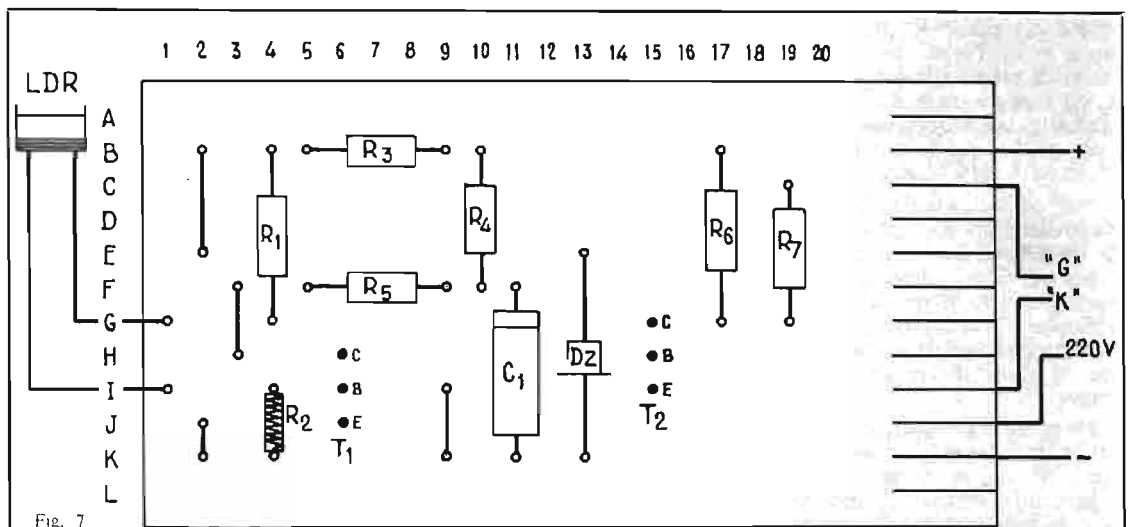 1 2 3 4 5 6 7 8 9 10 11 12 13 14 15 16 17 18 19 20
LDR
A
B
C
D
E
F
G
H
I
J
K
L
R3
R1
R4
R5
R6
R7
R2
C1
DZ
C
B
E
T1
C
B
E
T2
+
"G"
"K"
220V
-
Fig. 7